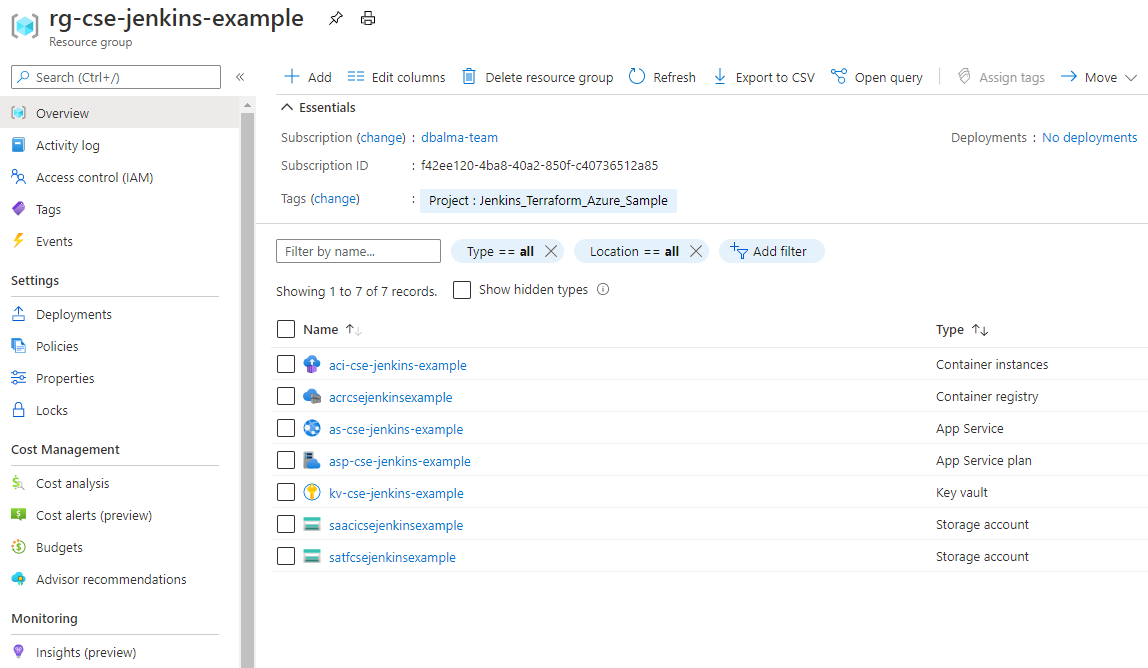 rg-cse-jenkins-example
Resource group
Search (Ctrl+/)
«
Overview
Activity log
Access control (IAM)
Tags
Events
Settings
Deployments
Policies
Properties
Locks
Cost Management
Cost analysis
Cost alerts (preview)
Budgets
Advisor recommendations
Monitoring
Insights (preview)
Add Edit columns Delete resource group Refresh Export to CSV Open query Assign tags Move
Essentials
Subscription (change) : dbalma-team Deployments : No deployments
Subscription ID : f42ee120-4ba8-40a2-850f-c40736512a85
Tags (change) : Project : Jenkins_Terraform_Azure_Sample
Filter by name... Type == all Location == all Add filter
Showing 1 to 7 of 7 records. Show hidden types
Name Type
aci-cse-jenkins-example Container instances
acrcsejenkinsexample Container registry
as-cse-jenkins-example App Service
asp-cse-jenkins-example App Service plan
kv-cse-jenkins-example Key vault
saacicsejenkinsexample Storage account
satfcsejenkinsexample Storage account